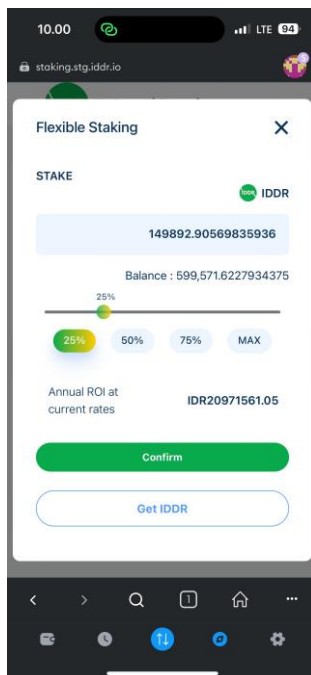 10.00
LTE 94
staking.stg.iddr.io
Flexible Staking
STAKE
IDDR
149892.90569835936
Balance : 599,571.6227934375
25%
25% 50% 75% MAX
Annual ROI at
current rates
IDR20971561.05
Confirm
Get IDDR
1